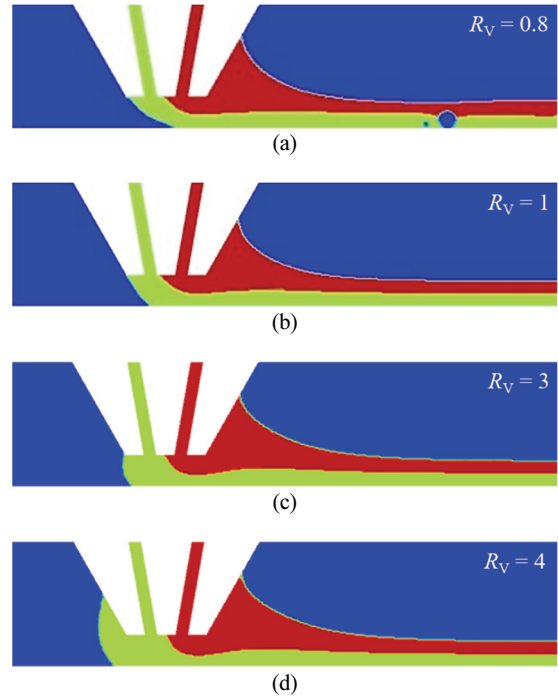 R_V = 0.8
(a)
R_V = 1
(b)
R_V = 3
(c)
R_V = 4
(d)